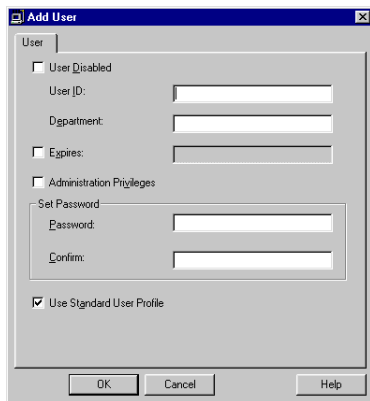 Add User
User
User Disabled
User ID:
Department:
Expires:
Administration Privileges
Set Password
Password:
Confirm:
Use Standard User Profile
OK Cancel Help